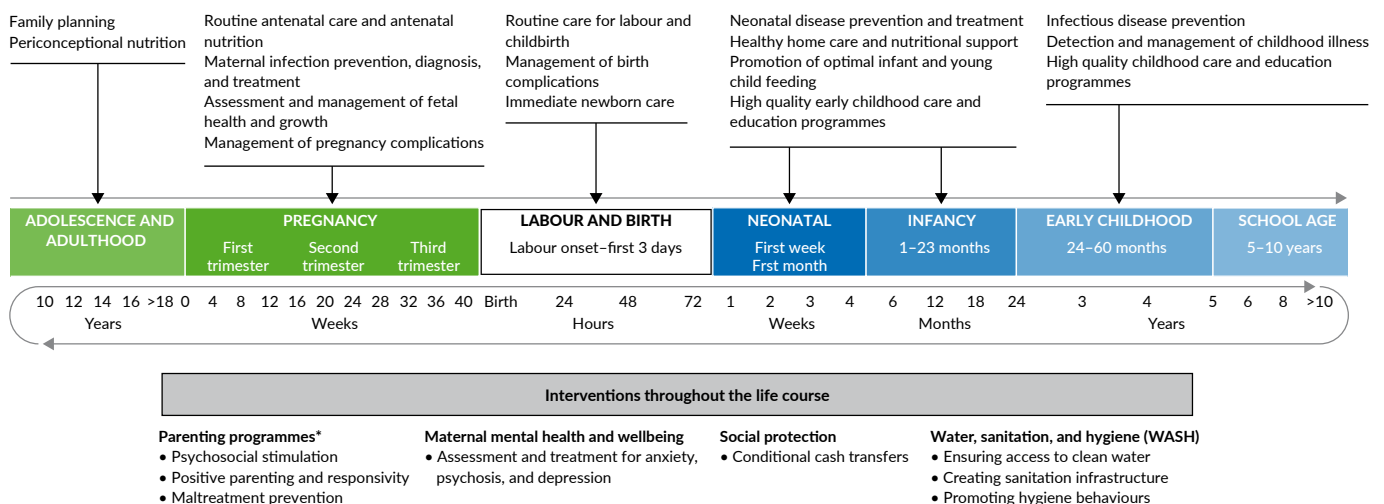 Family planning
Periconceptional nutrition
Routine antenatal care and antenatal
nutrition
Maternal infection prevention, diagnosis,
and treatment
Assessment and management of fetal
health and growth
Management of pregnancy complications
Routine care for labour and
childbirth
Management of birth
complications
Immediate newborn care
Neonatal disease prevention and treatment
Healthy home care and nutritional support
Promotion of optimal infant and young
child feeding
High quality early childhood care and
education programmes
Infectious disease prevention
Detection and management of childhood illness
High quality childhood care and education
programmes
ADOLESCENCE AND
ADULTHOOD
PREGNANCY
First
trimester
Second
trimester
Third
trimester
LABOUR AND BIRTH
Labour onset–first 3 days
NEONATAL
First week
Frst month
INFANCY
1–23 months
EARLY CHILDHOOD
24–60 months
SCHOOL AGE
5–10 years
10 12 14 16 >18 0 4 8 12 16 20 24 28 32 36 40 Birth 24 48 72 1 2 3 4 6 12 18 24 3 4 5 6 8 >10
Years Weeks Hours Weeks Months Years
Interventions throughout the life course
Parenting programmes*
• Psychosocial stimulation
• Positive parenting and responsivity
• Maltreatment prevention
Maternal mental health and wellbeing
• Assessment and treatment for anxiety,
psychosis, and depression
Social protection
• Conditional cash transfers
Water, sanitation, and hygiene (WASH)
• Ensuring access to clean water
• Creating sanitation infrastructure
• Promoting hygiene behaviours